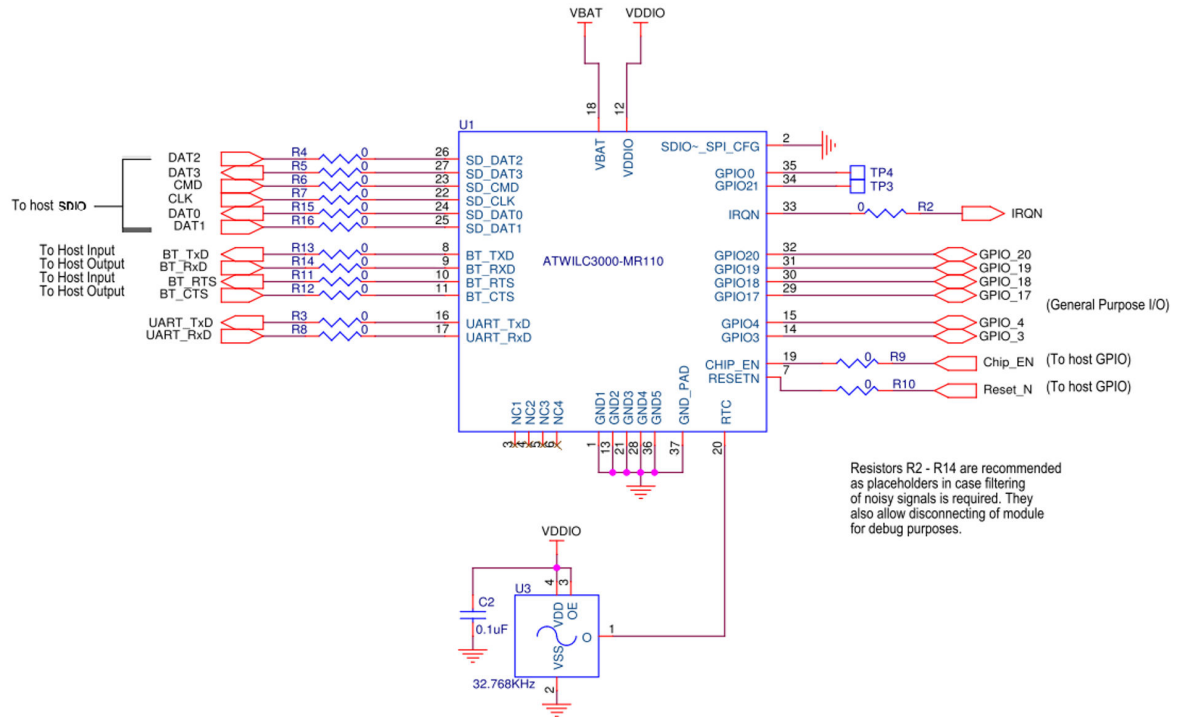 VBAT VDDIO
18 12
U1
VBAT VDDIO
SDIO~_SPI_CFG 2
DAT2 R4 0 26 SD_DAT2
DAT3 R5 0 27 SD_DAT3
CMD R6 0 23 SD_CMD
CLK R7 0 22 SD_CLK
DAT0 R15 0 24 SD_DAT0
DAT1 R16 0 25 SD_DAT1
To host SDIO
GPIO0 35 TP4
GPIO21 34 TP3
IRQN 33 0 R2 IRQN
To Host Input BT_TxD R13 0 8 BT_TXD
To Host Output BT_RxD R14 0 9 BT_RXD
To Host Input BT_RTS R11 0 10 BT_RTS
To Host Output BT_CTS R12 0 11 BT_CTS
ATWILC3000-MR110
GPIO20 32 GPIO_20
GPIO19 31 GPIO_19
GPIO18 30 GPIO_18
GPIO17 29 GPIO_17
(General Purpose I/O)
UART_TxD R3 0 16 UART_TxD
UART_RxD R8 0 17 UART_RxD
GPIO4 15 GPIO_4
GPIO3 14 GPIO_3
CHIP_EN 19 0 R9 Chip_EN (To host GPIO)
RESETN 7 0 R10 Reset_N (To host GPIO)
NC1 NC2 NC3 NC4 GND1 GND2 GND3 GND4 GND5 GND_PAD RTC
3 4 5 6 1 13 21 28 36 37 20
Resistors R2 - R14 are recommended
as placeholders in case filtering
of noisy signals is required. They
also allow disconnecting of module
for debug purposes.
VDDIO
4 3
U3
C2
0.1uF
VDD OE
VSS
O 1
32.768KHz
2